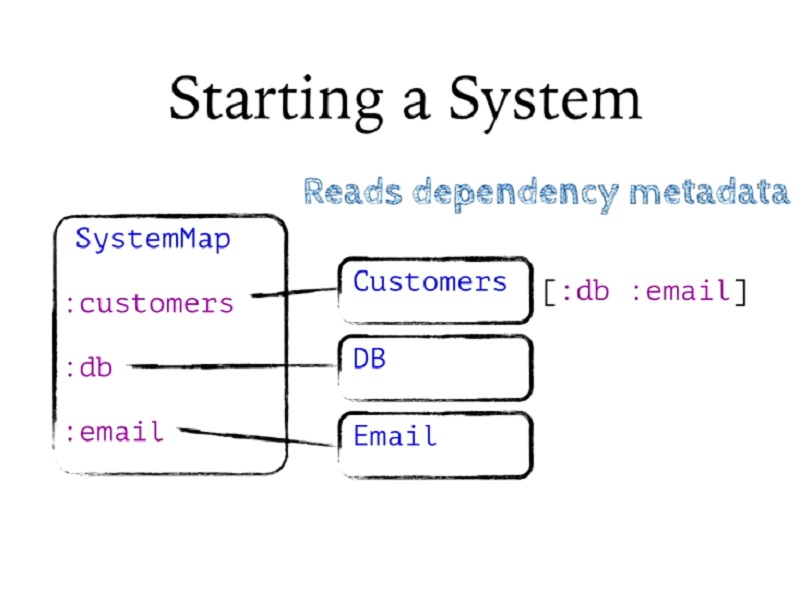 Starting a System
Reads dependency metadata
SystemMap
:customers
:db
:email
Customers
[:db :email]
DB
Email